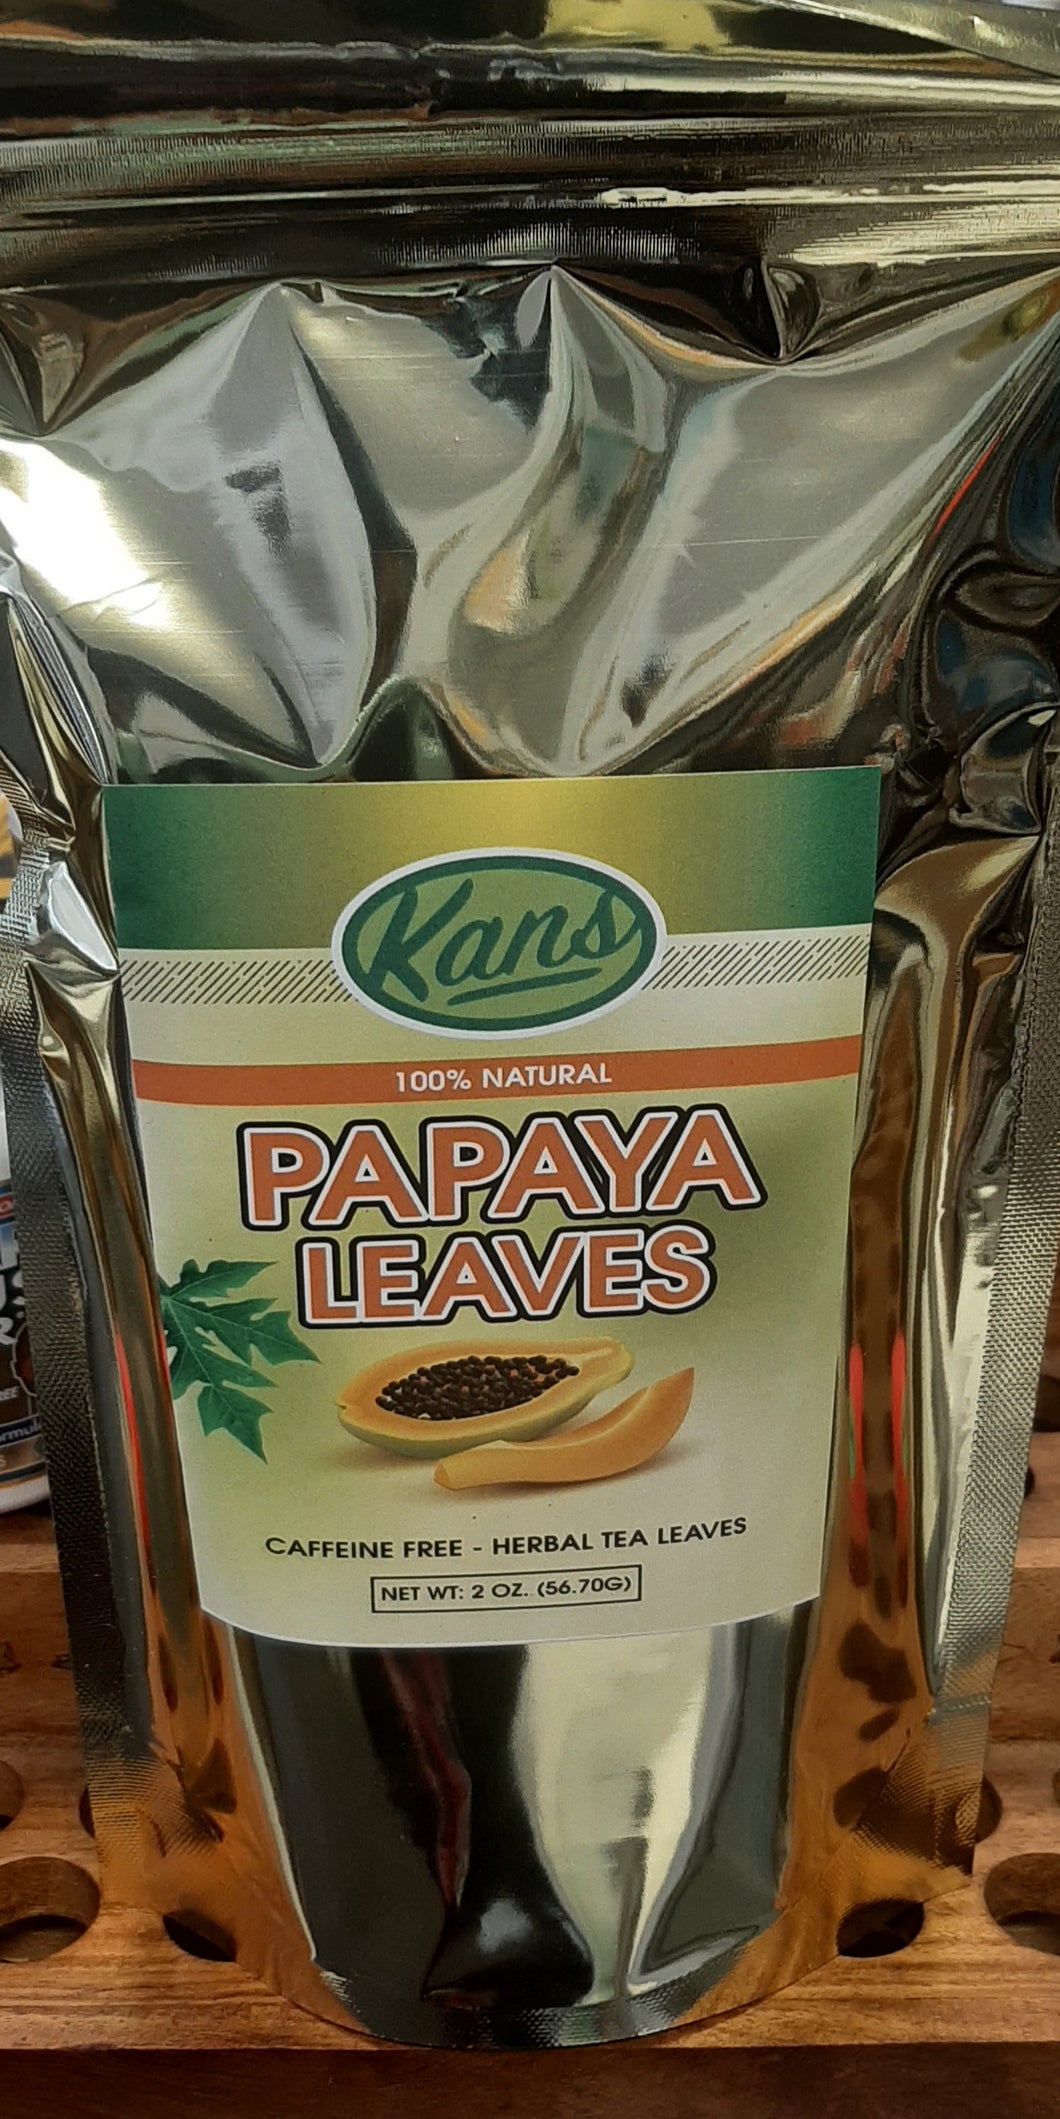 Kans
100% NATURAL
PAPAYA
LEAVES
CAFFEINE FREE - HERBAL TEA LEAVES
NET WT: 2 OZ. (56.70G)